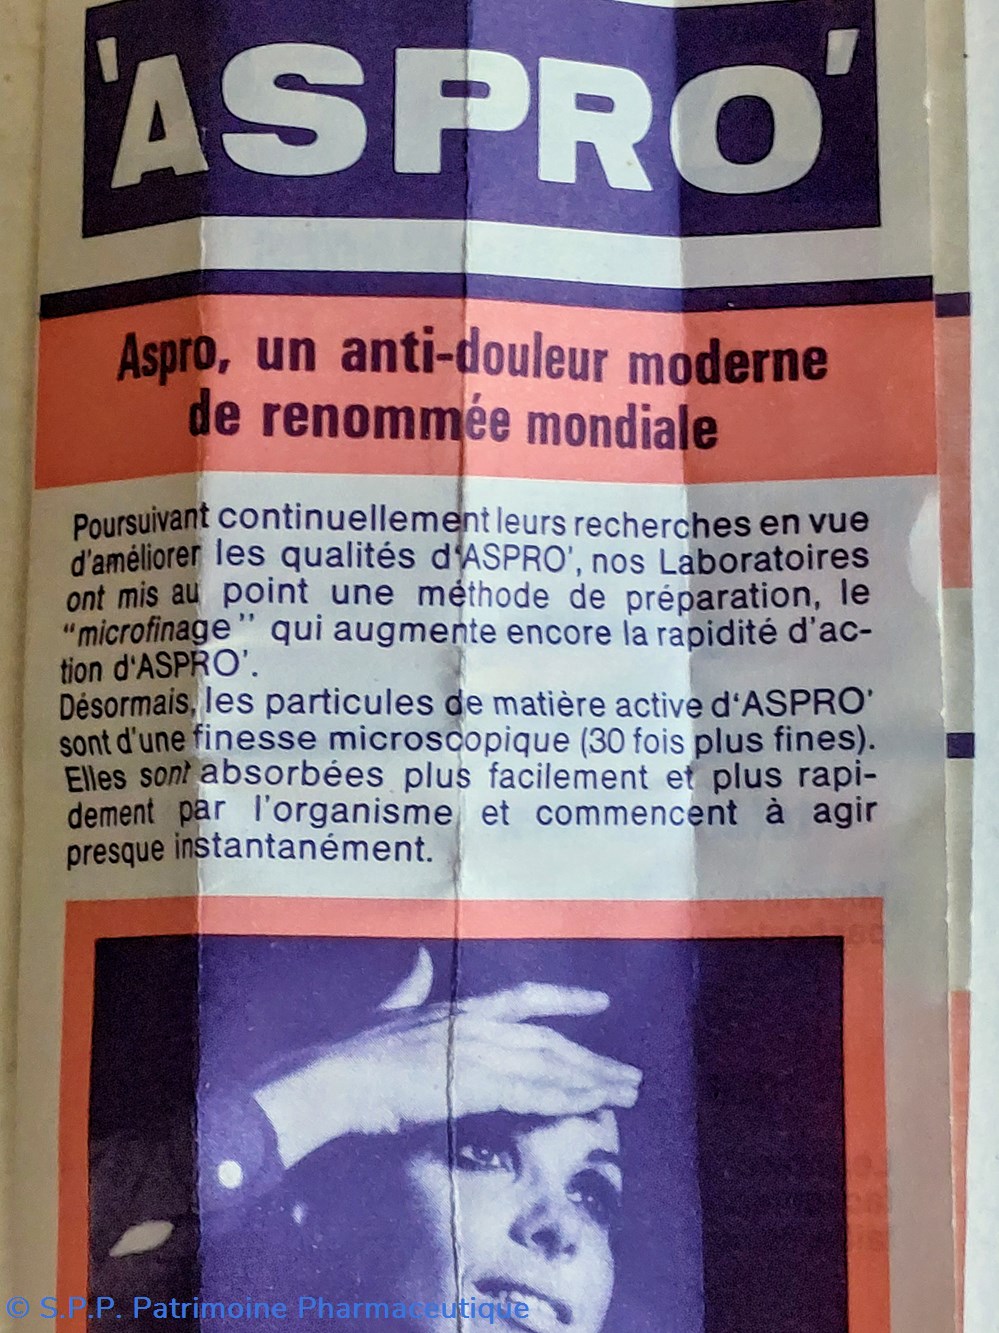 'ASPRO'
Aspro, un anti-douleur moderne
de renommée mondiale
Poursuivant continuellement leurs recherches en vue
d'améliorer les qualités d'ASPRO', nos Laboratoires
ont mis au point une méthode de préparation, le
“microfinage” qui augmente encore la rapidité d'ac-
tion d'ASPRO'.
Désormais, les particules de matière active d'ASPRO'
sont d'une finesse microscopique (30 fois plus fines).
Elles sont absorbées plus facilement et plus rapi-
dement par l'organisme et commencent à agir
presque instantanément.
© S.P.P. Patrimoine Pharmaceutique